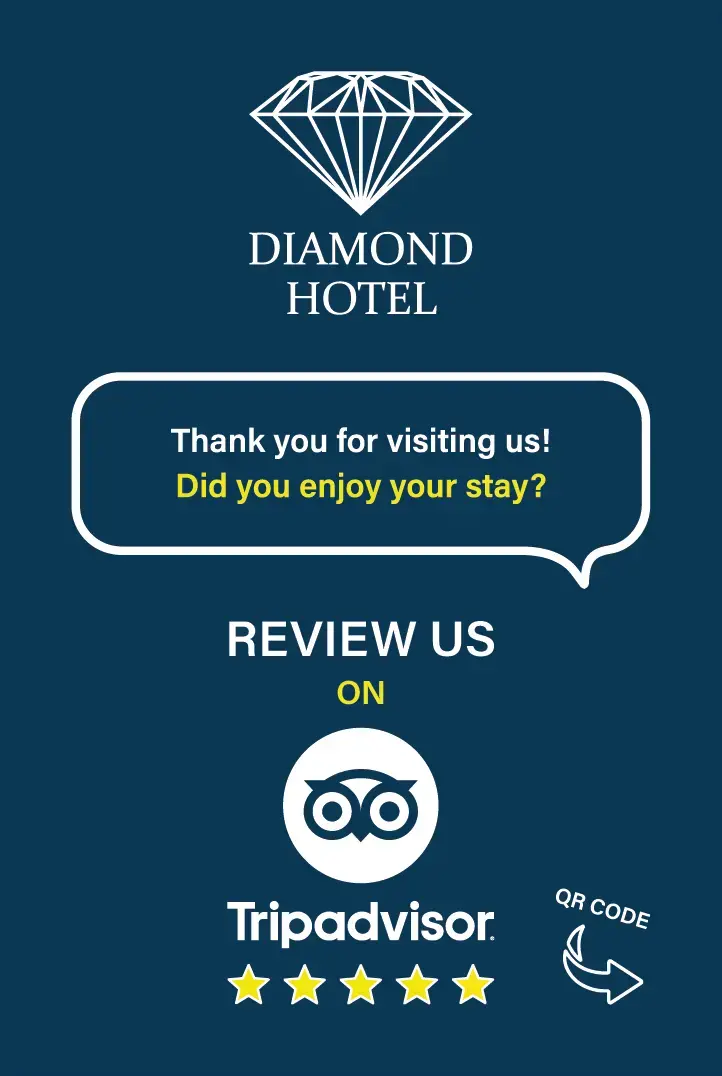 DIAMOND
HOTEL
Thank you for visiting us!
Did you enjoy your stay?
REVIEW US
ON
Tripadvisor
QR CODE